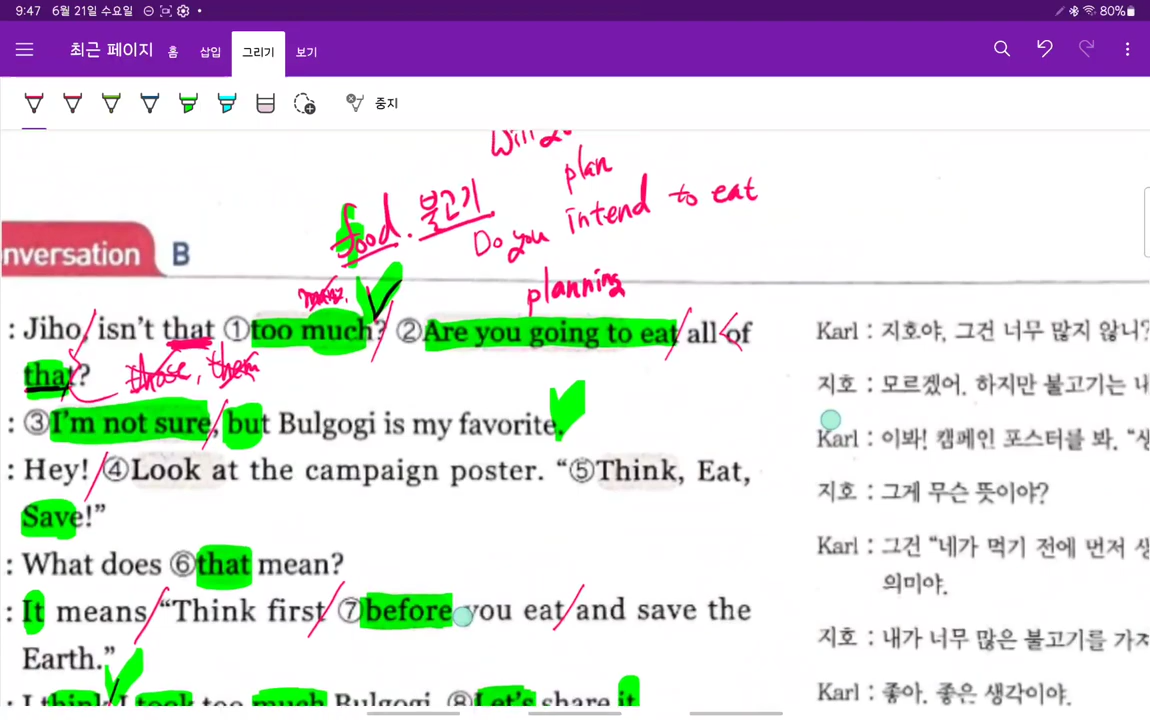 9:47 6월 21일 수요일 80%
최근 페이지 홈 삽입 그리기 보기
중지
plan
food. 불고기
Do you intend to eat
planning
nversation B
: Jiho, isn't that ①too much? ②Are you going to eat all of
that?
those, them
: ③I'm not sure, but Bulgogi is my favorite.
: Hey! ④Look at the campaign poster. "⑤Think, Eat,
Save!"
: What does ⑥that mean?
: It means "Think first ⑦before you eat and save the
Earth."
: I think I took too much Bulgogi. ⑧Let's share it
Karl : 지호야, 그건 너무 많지 않니?
지호 : 모르겠어, 하지만 불고기는 내
Karl : 이봐! 캠페인 포스터를 봐. "생
지호 : 그게 무슨 뜻이야?
Karl : 그건 "네가 먹기 전에 먼저 생
의미야.
지호 : 내가 너무 많은 불고기를 가져
Karl : 좋아, 좋은 생각이야.